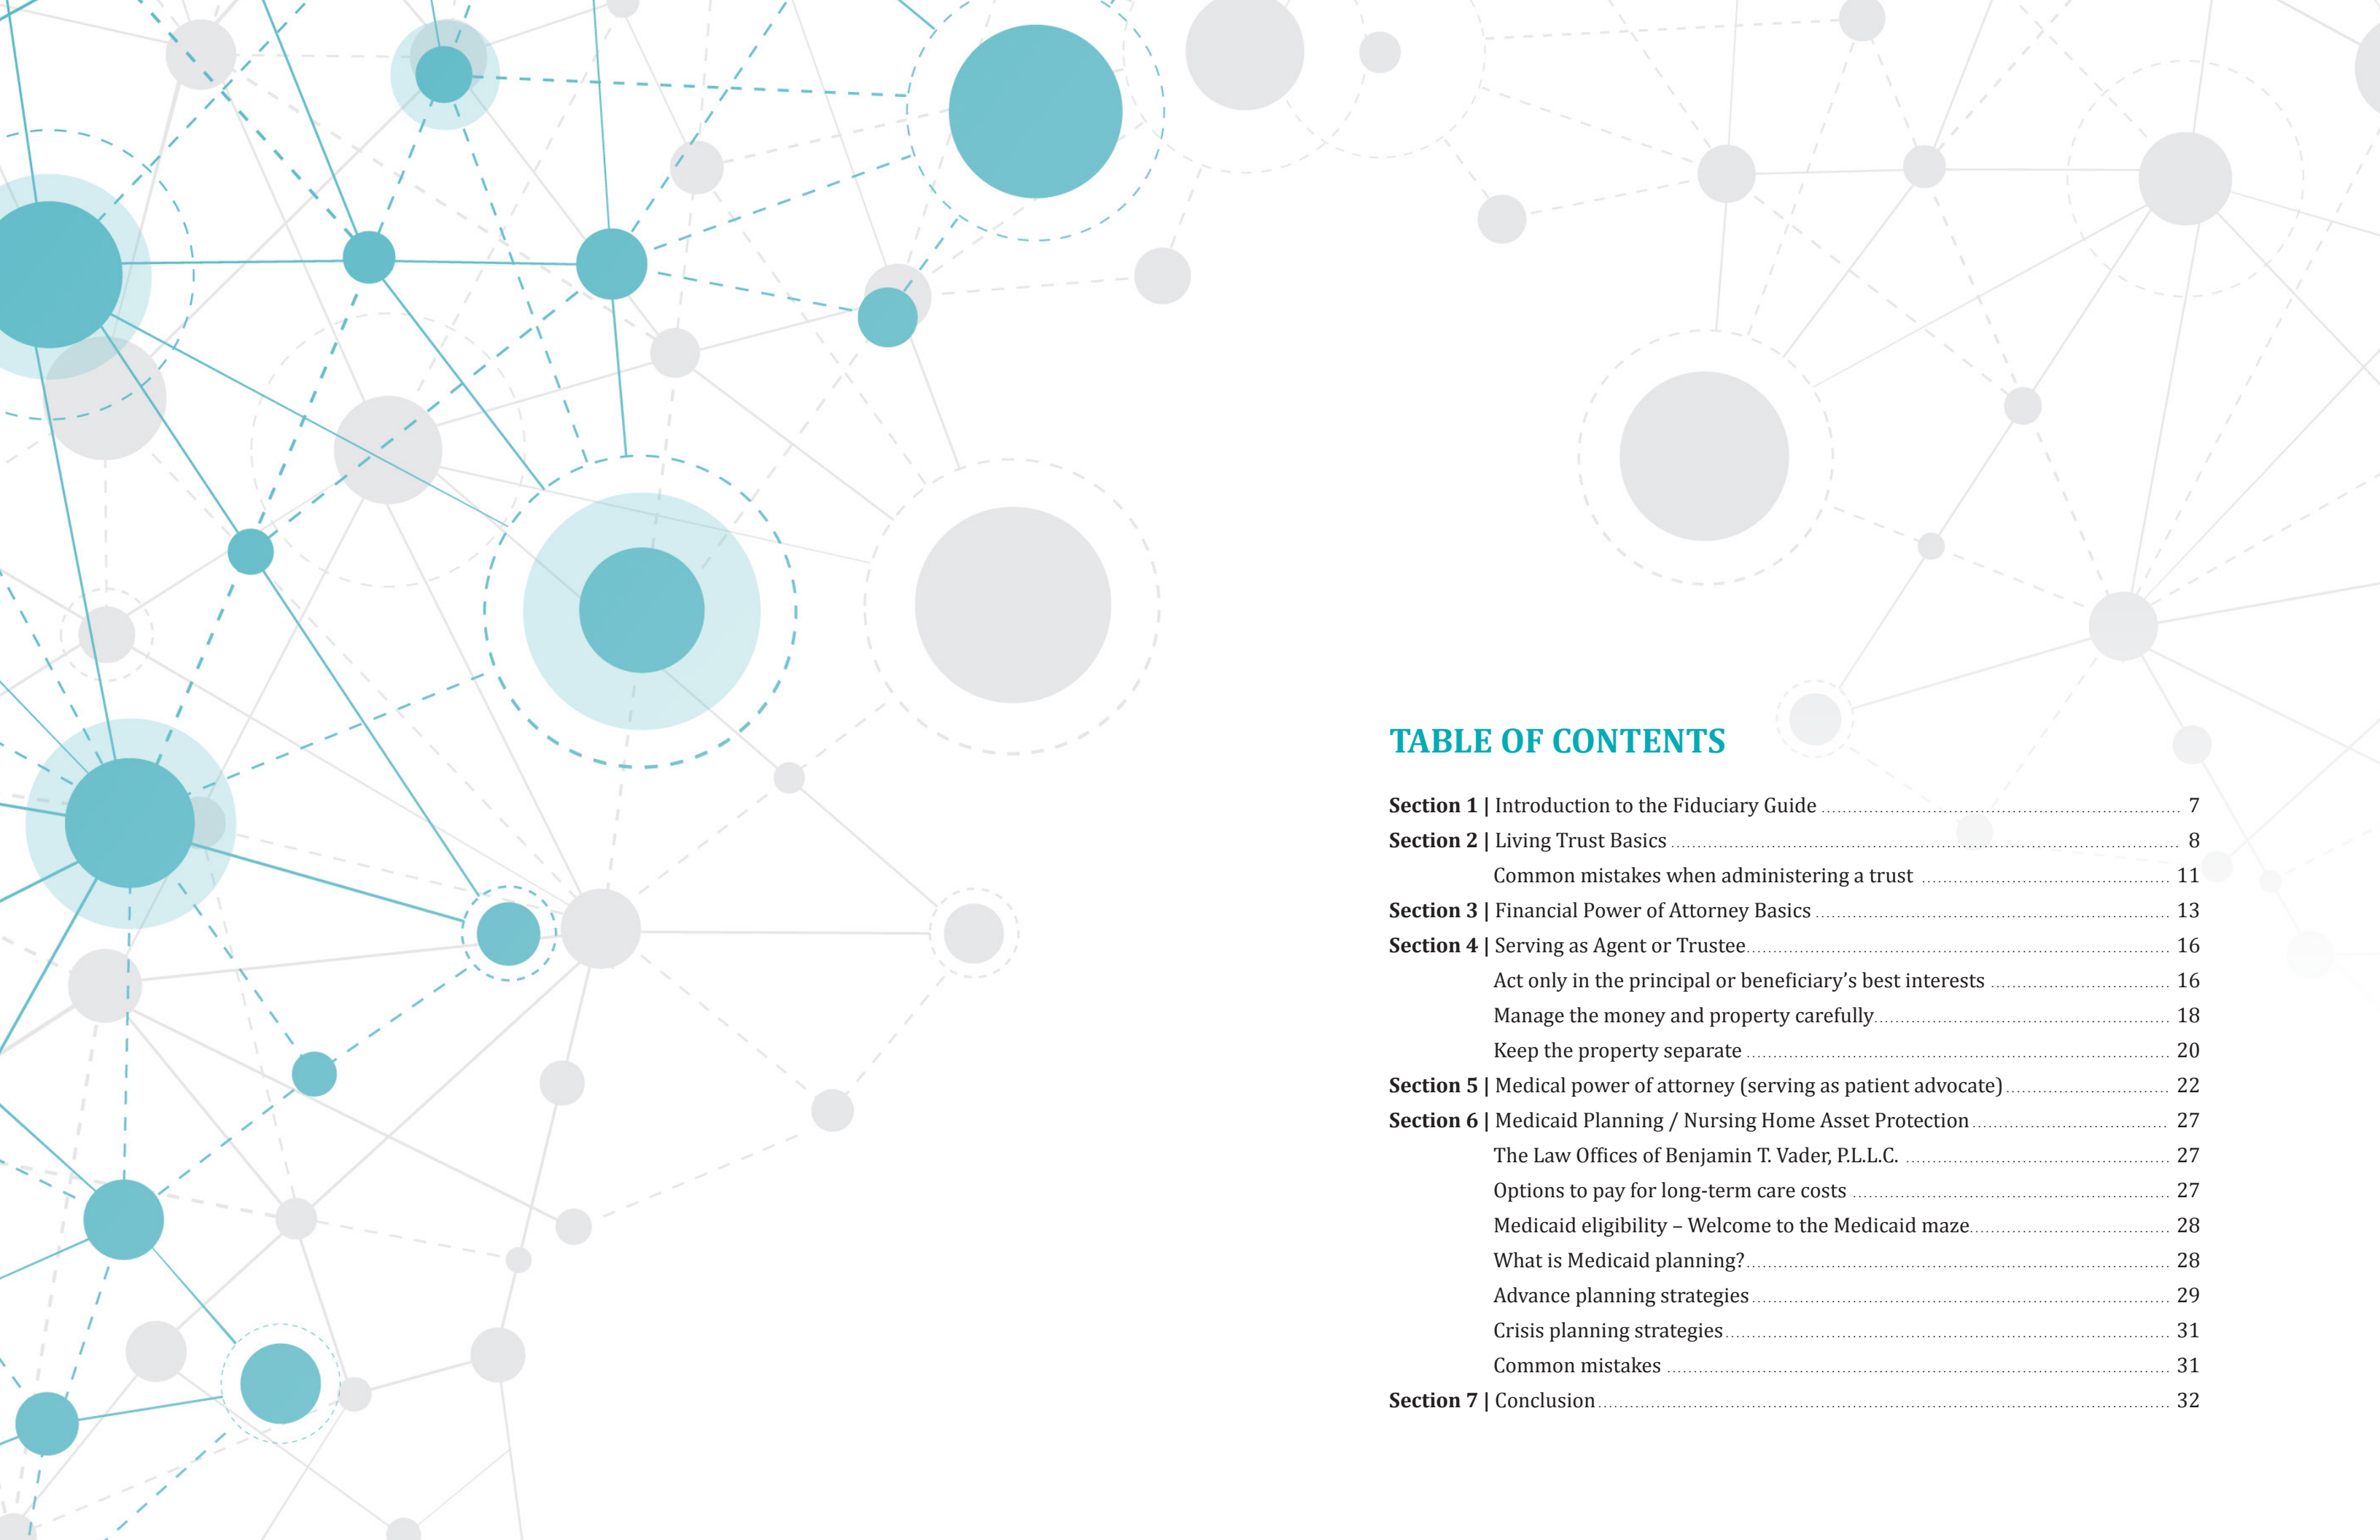 TABLE OF CONTENTS
Section 1 | Introduction to the Fiduciary Guide 7
Section 2 | Living Trust Basics 8
Common mistakes when administering a trust 11
Section 3 | Financial Power of Attorney Basics 13
Section 4 | Serving as Agent or Trustee 16
Act only in the principal or beneficiary’s best interests 16
Manage the money and property carefully 18
Keep the property separate 20
Section 5 | Medical power of attorney (serving as patient advocate) 22
Section 6 | Medicaid Planning / Nursing Home Asset Protection 27
The Law Offices of Benjamin T. Vader, P.L.L.C. 27
Options to pay for long-term care costs 27
Medicaid eligibility – Welcome to the Medicaid maze 28
What is Medicaid planning? 28
Advance planning strategies 29
Crisis planning strategies 31
Common mistakes 31
Section 7 | Conclusion 32